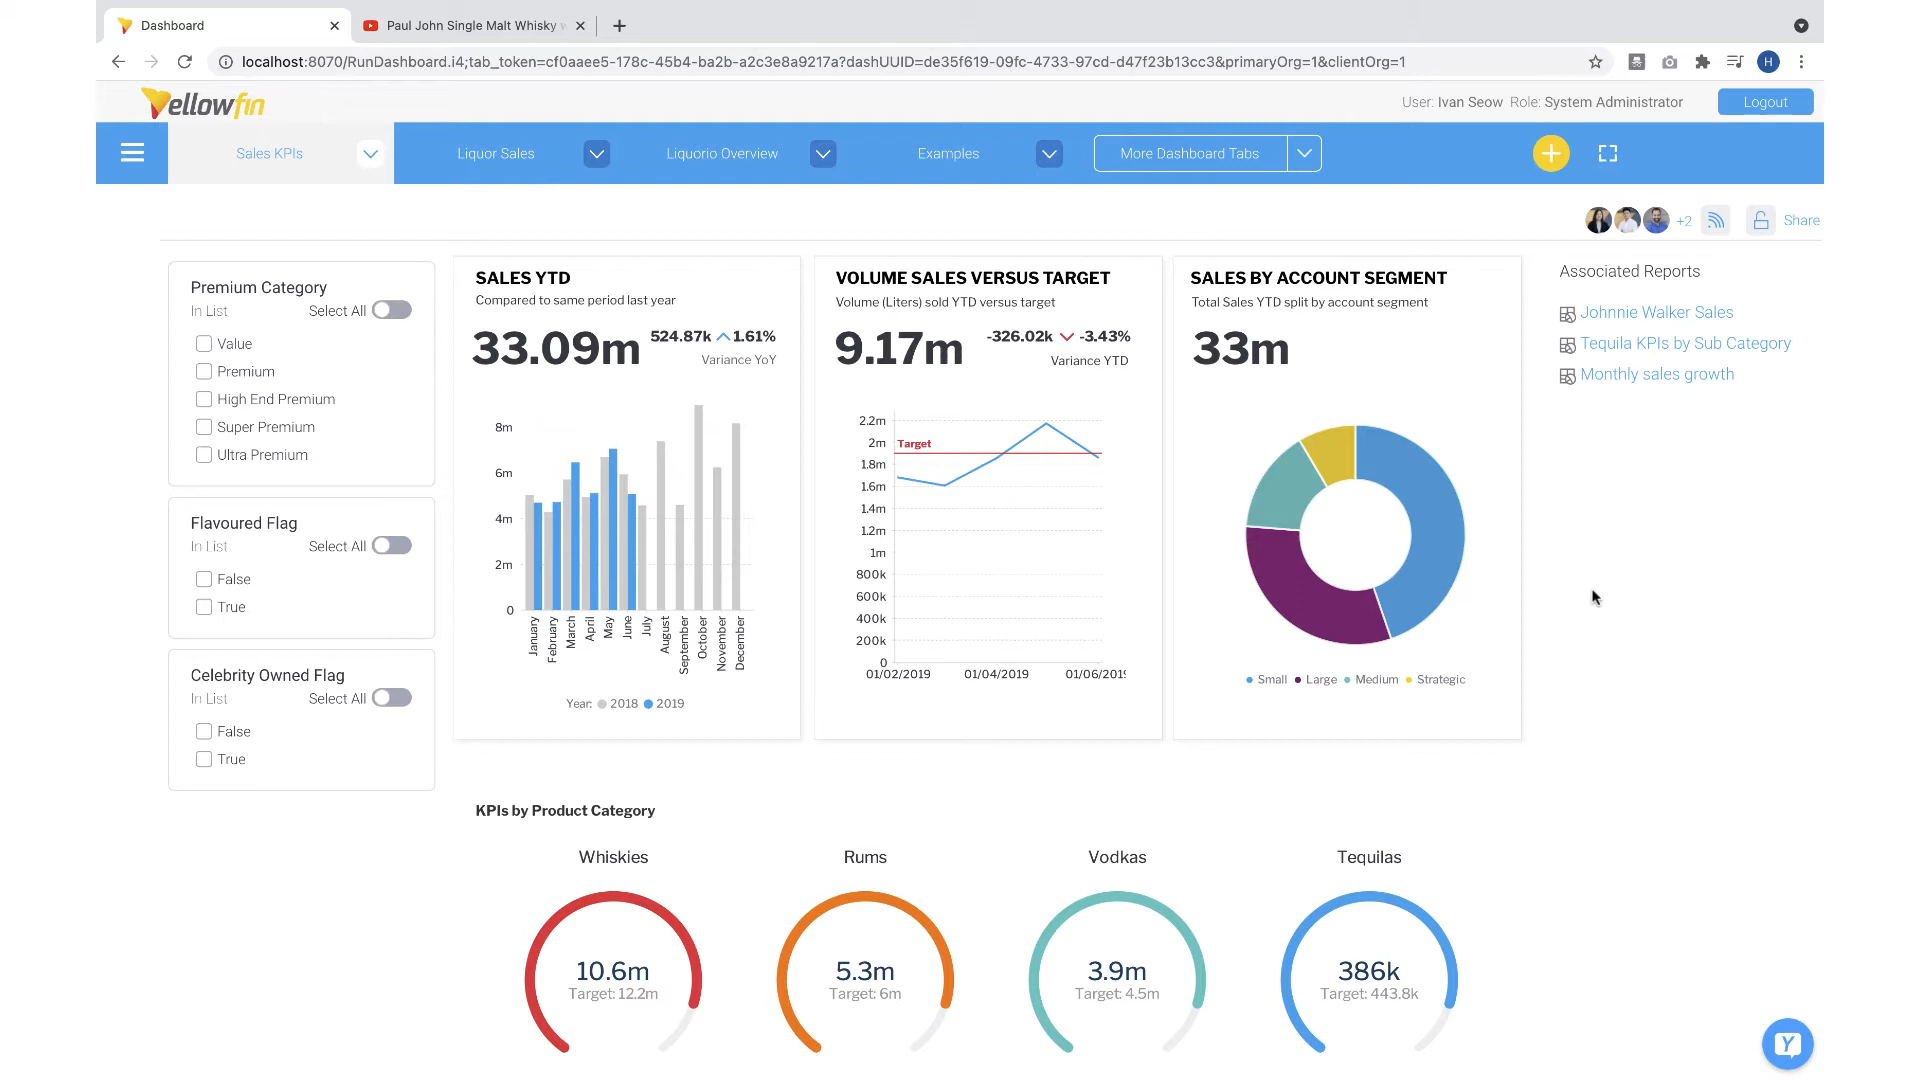 Dashboard
Paul John Single Malt Whisky
localhost:8070/RunDashboard.i4;tab_token=cf0aaee5-178c-45b4-ba2b-a2c3e8a9217a?dashUUID=de35f619-09fc-4733-97cd-d47f23b13cc3&primaryOrg=1&clientOrg=1
H
Yellowfin
User: Ivan Seow Role: System Administrator
Logout
Sales KPIs
Liquor Sales
Liquorio Overview
Examples
More Dashboard Tabs
+2
Share
Premium Category
In List
Select All
Value
Premium
High End Premium
Super Premium
Ultra Premium
Flavoured Flag
In List
Select All
False
True
Celebrity Owned Flag
In List
Select All
False
True
SALES YTD
Compared to same period last year
33.09m
524.87k 1.61%
Variance YoY
8m
6m
4m
2m
0
January
February
March
April
May
June
July
August
September
October
November
December
Year: 2018 2019
VOLUME SALES VERSUS TARGET
Volume (Liters) sold YTD versus target
9.17m
-326.02k -3.43%
Variance YTD
2.2m
2m
Target
1.8m
1.6m
1.4m
1.2m
1m
800k
600k
400k
200k
0
01/02/2019
01/04/2019
01/06/2019
SALES BY ACCOUNT SEGMENT
Total Sales YTD split by account segment
33m
Small Large Medium Strategic
Associated Reports
Johnnie Walker Sales
Tequila KPIs by Sub Category
Monthly sales growth
KPIs by Product Category
Whiskies
10.6m
Target: 12.2m
Rums
5.3m
Target: 6m
Vodkas
3.9m
Target: 4.5m
Tequilas
386k
Target: 443.8k
Y